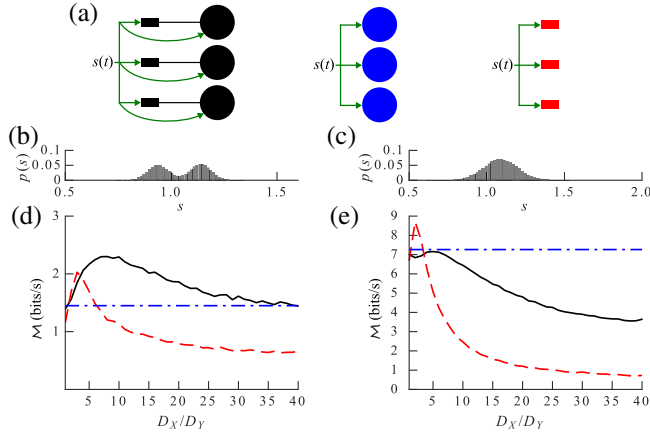 (a)
s(t) s(t) s(t)
(b) (c)
p(s) 0.1 0.05 0 0.5 1.0 1.5 s
p(s) 0.1 0.05 0 0.5 1.0 1.5 2.0 s
(d) (e)
M (bits/s) 3 2 1
5 10 15 20 25 30 35 40
D_X/D_Y
M (bits/s) 9 8 7 6 5 4 3 2 1 0
5 10 15 20 25 30 35 40
D_X/D_Y